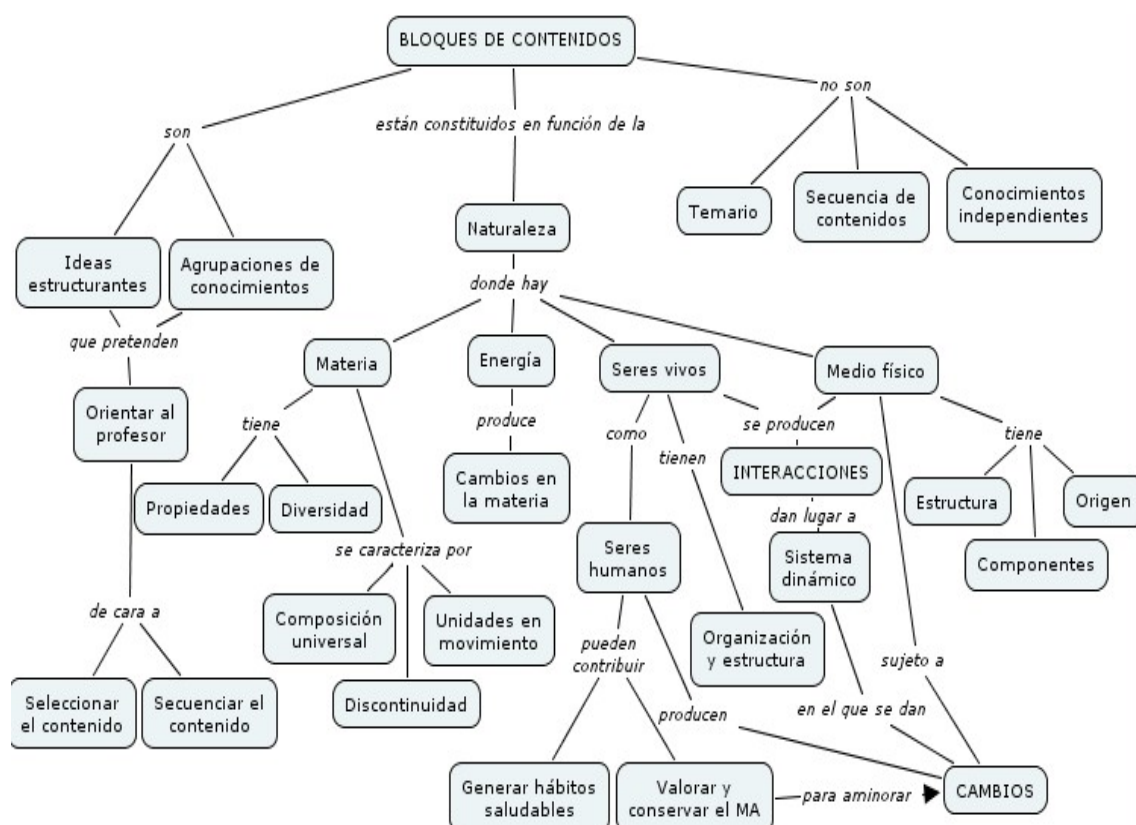 BLOQUES DE CONTENIDOS
no son
están constituidos en función de la
son
Temario
Secuencia de
contenidos
Conocimientos
independientes
Naturaleza
Ideas
estructurantes
Agrupaciones de
conocimientos
donde hay
que pretenden
Materia
Energía
Seres vivos
Medio físico
Orientar al
profesor
tiene
produce
como
se producen
tiene
tienen
INTERACCIONES
Propiedades
Diversidad
Cambios en
la materia
Estructura
Origen
dan lugar a
se caracteriza por
Seres
humanos
Sistema
dinámico
Componentes
de cara a
Composición
universal
Unidades en
movimiento
pueden
contribuir
Organización
y estructura
sujeto a
Seleccionar
el contenido
Secuenciar el
contenido
Discontinuidad
producen
en el que se dan
Generar hábitos
saludables
Valorar y
conservar el MA
para aminorar
CAMBIOS